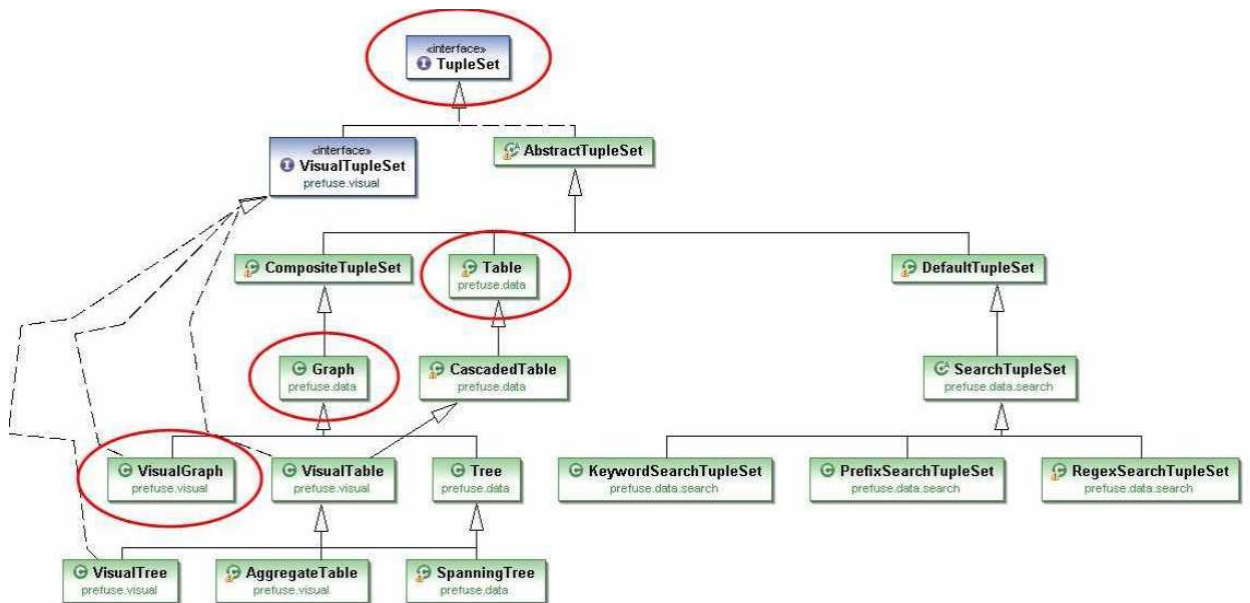 «interface»
TupleSet
«interface»
VisualTupleSet
prefuse.visual
AbstractTupleSet
CompositeTupleSet
Table
prefuse.data
DefaultTupleSet
Graph
prefuse.data
CascadedTable
prefuse.data
SearchTupleSet
prefuse.data.search
VisualGraph
prefuse.visual
VisualTable
prefuse.visual
Tree
prefuse.data
KeywordSearchTupleSet
prefuse.data.search
PrefixSearchTupleSet
prefuse.data.search
RegexSearchTupleSet
prefuse.data.search
VisualTree
prefuse.visual
AggregateTable
prefuse.visual
SpanningTree
prefuse.data